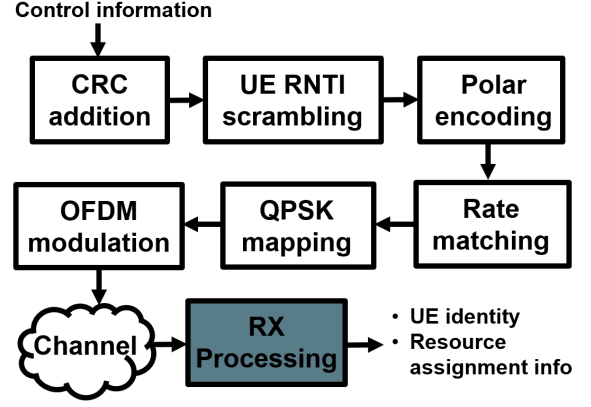 Control information
CRC
addition
UE RNTI
scrambling
Polar
encoding
OFDM
modulation
QPSK
mapping
Rate
matching
Channel
RX
Processing
• UE identity
• Resource
assignment info